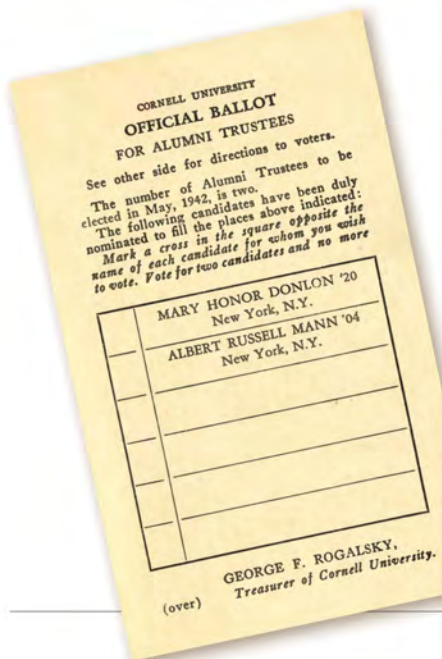 CORNELL UNIVERSITY
OFFICIAL BALLOT
FOR ALUMNI TRUSTEES
See other side for directions to voters.
The number of Alumni Trustees to be
elected in May, 1942, is two.
The following candidates have been duly
nominated to fill the places above indicated:
Mark a cross in the square opposite the
name of each candidate for whom you wish
to vote. Vote for two candidates and no more
MARY HONOR DONLON '20
New York, N.Y.
ALBERT RUSSELL MANN '04
New York, N.Y.
GEORGE F. ROGALSKY,
Treasurer of Cornell University.
(over)